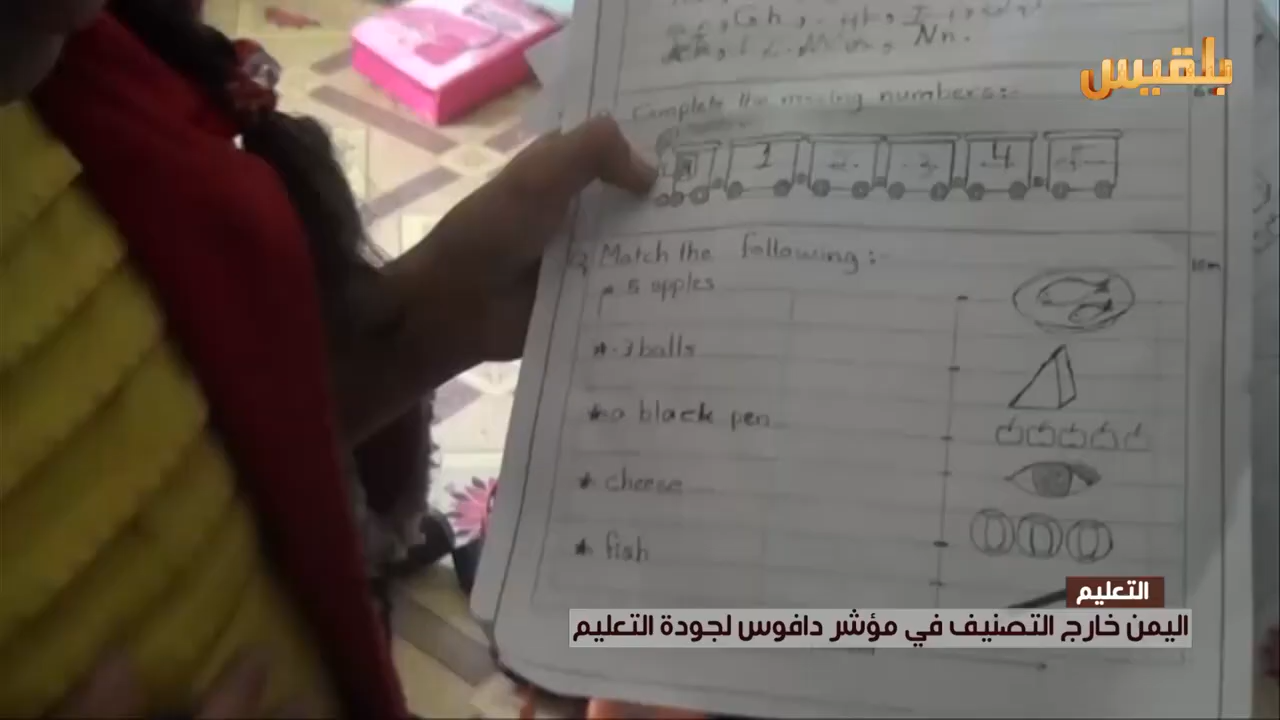 بلقيس
Gh,
Nn.
Complete the missing numbers:-
1 2 3 4 5
Match the following:-
* 5 apples
* 3 balls
* a black pen
* cheese
* fish
التعليم
اليمن خارج التصنيف في مؤشر دافوس لجودة التعليم